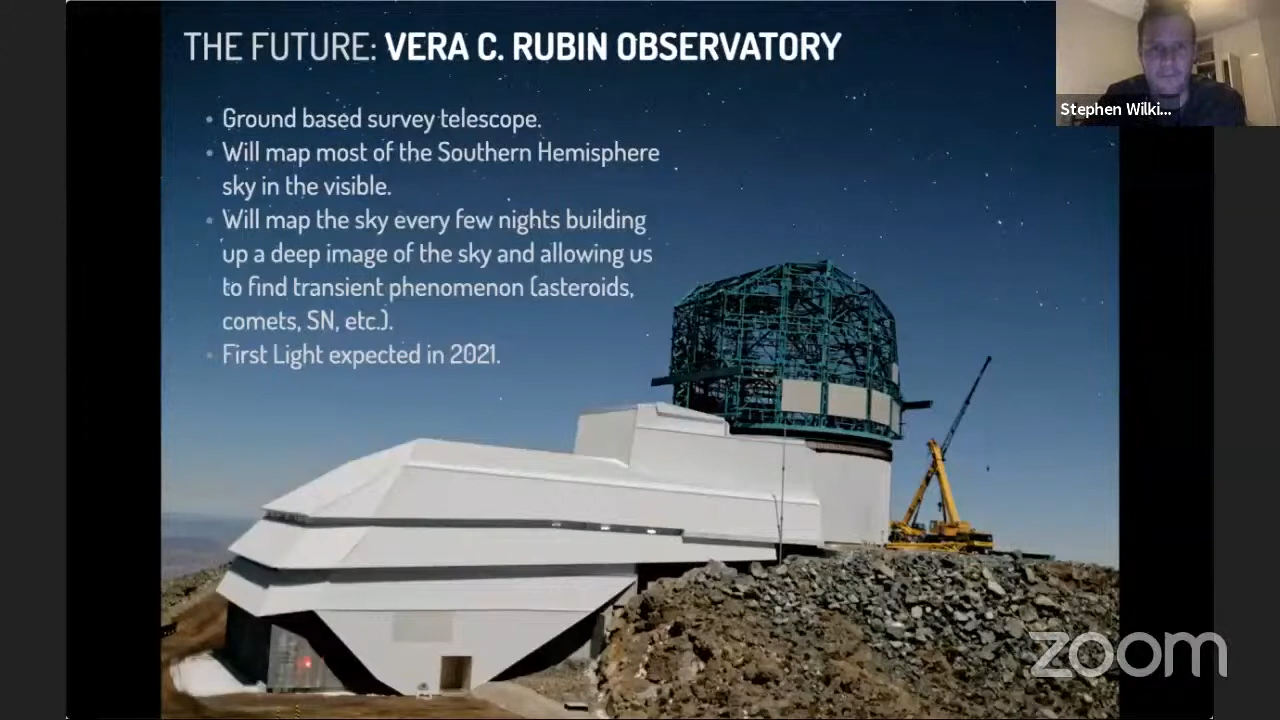 THE FUTURE: VERA C. RUBIN OBSERVATORY
Stephen Wilki...
• Ground based survey telescope.
• Will map most of the Southern Hemisphere
sky in the visible.
• Will map the sky every few nights building
up a deep image of the sky and allowing us
to find transient phenomenon (asteroids,
comets, SN, etc.).
• First Light expected in 2021.
zoom